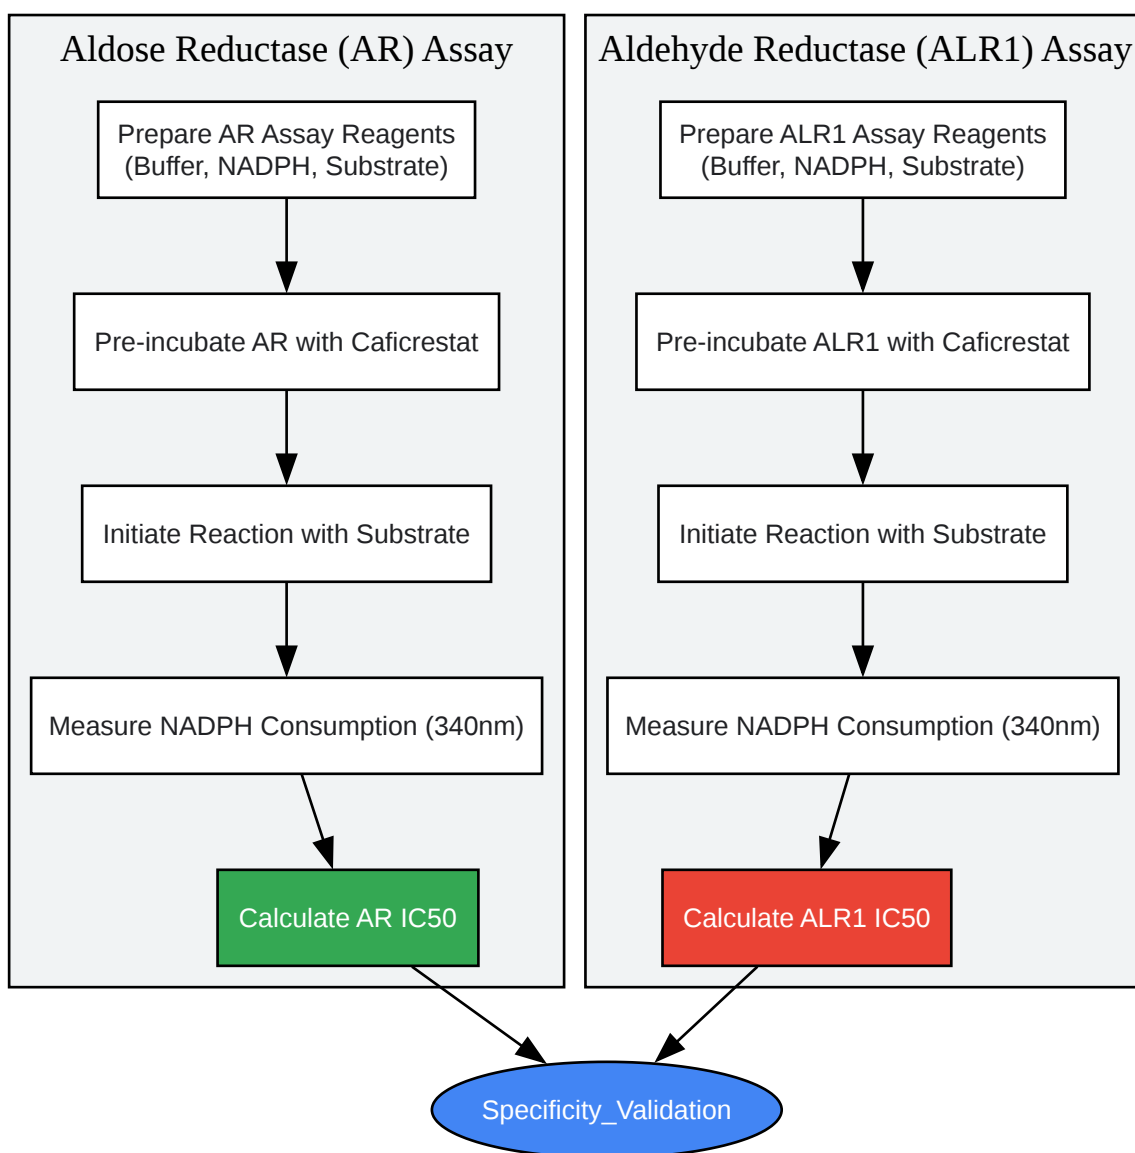 Aldose Reductase (AR) Assay
Prepare AR Assay Reagents
(Buffer, NADPH, Substrate)
Pre-incubate AR with Caficrestat
Initiate Reaction with Substrate
Measure NADPH Consumption (340nm)
Calculate AR IC50
Aldehyde Reductase (ALR1) Assay
Prepare ALR1 Assay Reagents
(Buffer, NADPH, Substrate)
Pre-incubate ALR1 with Caficrestat
Initiate Reaction with Substrate
Measure NADPH Consumption (340nm)
Calculate ALR1 IC50
Specificity_Validation